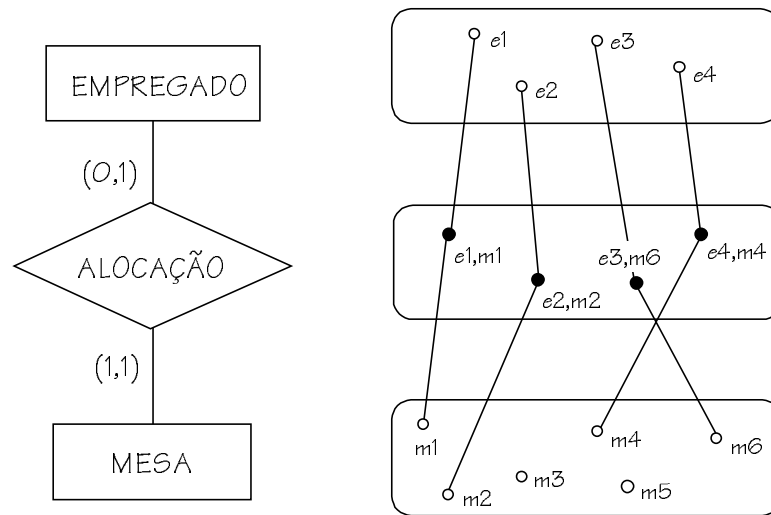 EMPREGADO
(0,1)
ALOCAÇÃO
(1,1)
MESA
e1
e3
e2
e4
e1,m1
e3,m6
e4,m4
e2,m2
m1
m4
m6
m2
m3
m5